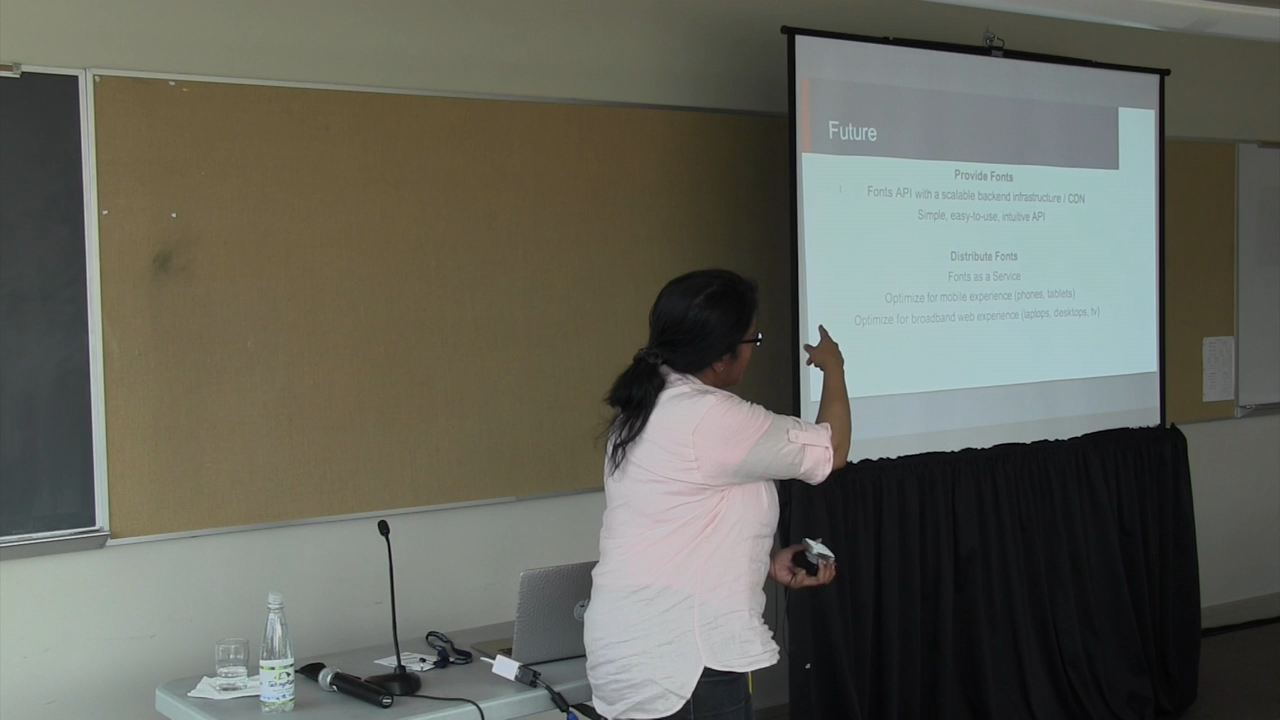 Future
Provide Fonts
Fonts API with a scalable backend infrastructure / CDN
Simple, easy-to-use, intuitive API
Distribute Fonts
Fonts as a Service
Optimize for mobile experience (phones, tablets)
Optimize for broadband web experience (laptops, desktops, tv)